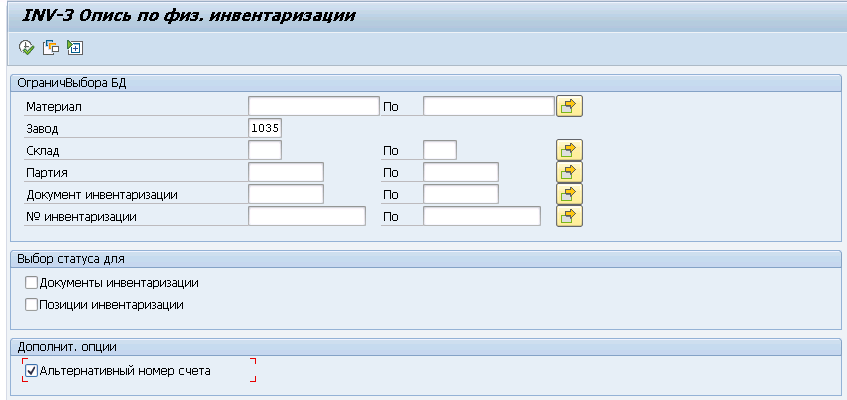 INV-3 Опись по физ. инвентаризации
ОграничВыбора БД
Материал По
Завод 1035
Склад По
Партия По
Документ инвентаризации По
№ инвентаризации По
Выбор статуса для
Документы инвентаризации
Позиции инвентаризации
Дополнит. опции
Альтернативный номер счета